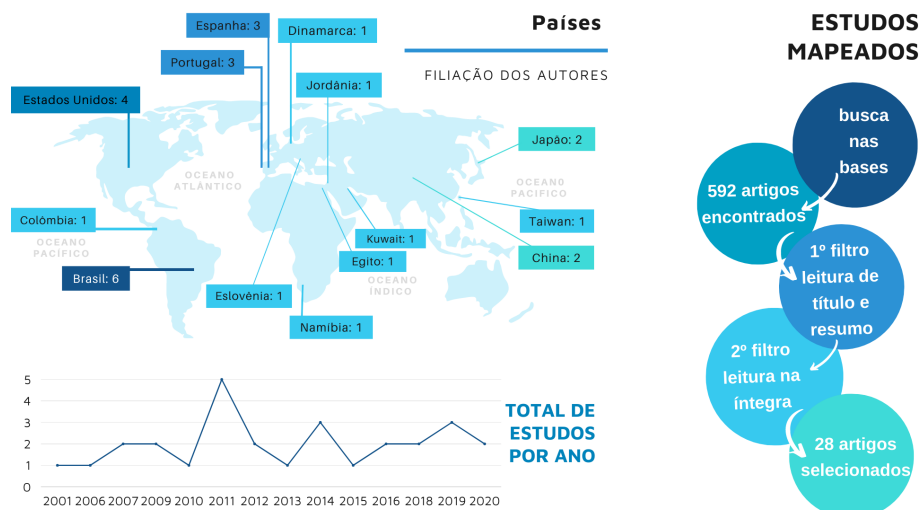 Países
FILIAÇÃO DOS AUTORES
Espanha: 3
Dinamarca: 1
Portugal: 3
Jordânia: 1
Estados Unidos: 4
Japão: 2
OCEANO
ATLÂNTICO
OCEANO
PACIFICO
Colômbia: 1
Taiwan: 1
OCEANO
PACÍFICO
Kuwait: 1
China: 2
Egito: 1
Brasil: 6
OCEANO
ÍNDICO
Eslovênia: 1
Namíbia: 1
5
4
3
2
1
0
2001 2006 2007 2009 2010 2011 2012 2013 2014 2015 2016 2018 2019 2020
TOTAL DE
ESTUDOS
POR ANO
ESTUDOS
MAPEADOS
busca
nas
bases
592 artigos
encontrados
1º filtro
leitura de
título e
resumo
2º filtro
leitura na
íntegra
28 artigos
selecionados